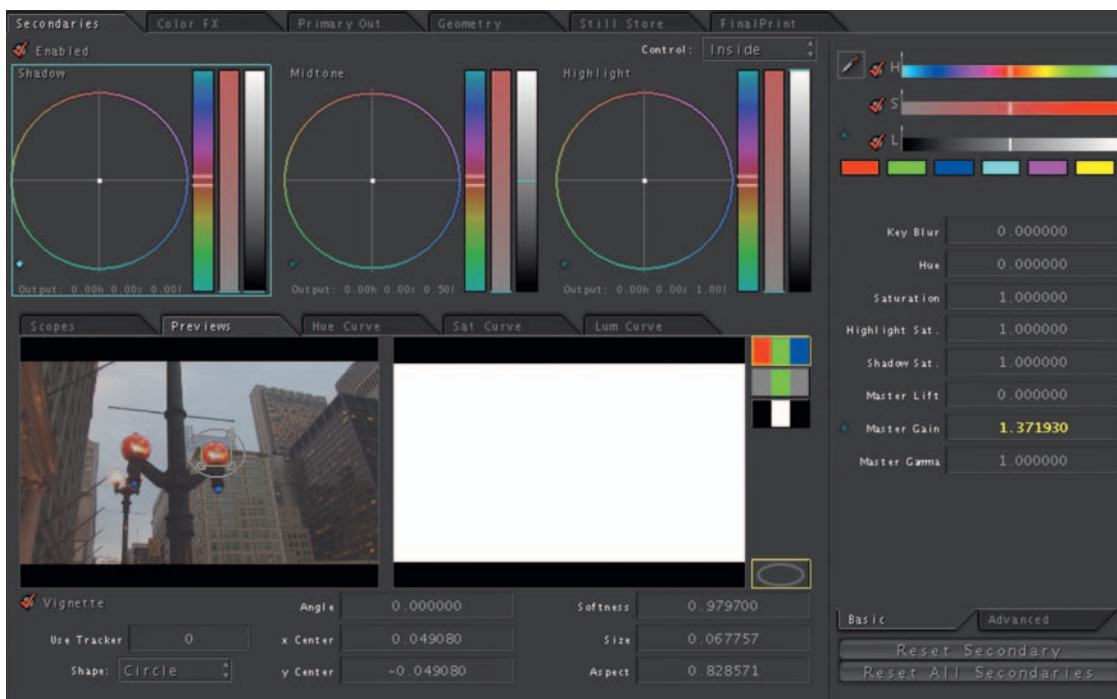 Secondaries Color FX Primary Out Geometry Still Store FinalPrint
Enabled
Control: Inside
Shadow Midtone Highlight
H
S
L
Output: 0.00h 0.00s 0.00l Output: 0.00h 0.00s 0.50l Output: 0.00h 0.00s 1.00l
Key Blur 0.000000
Hue 0.000000
Saturation 1.000000
Highlight Sat. 1.000000
Shadow Sat. 1.000000
Master Lift 0.000000
Master Gain 1.371930
Master Gamma 1.000000
Scopes Previews Hue Curve Sat Curve Lum Curve
Vignette
Angle 0.000000 Softness 0.979700
Use Tracker 0 x Center 0.049080 Size 0.067757
Shape: Circle y Center -0.049080 Aspect 0.828571
Basic Advanced
Reset Secondary
Reset All Secondaries